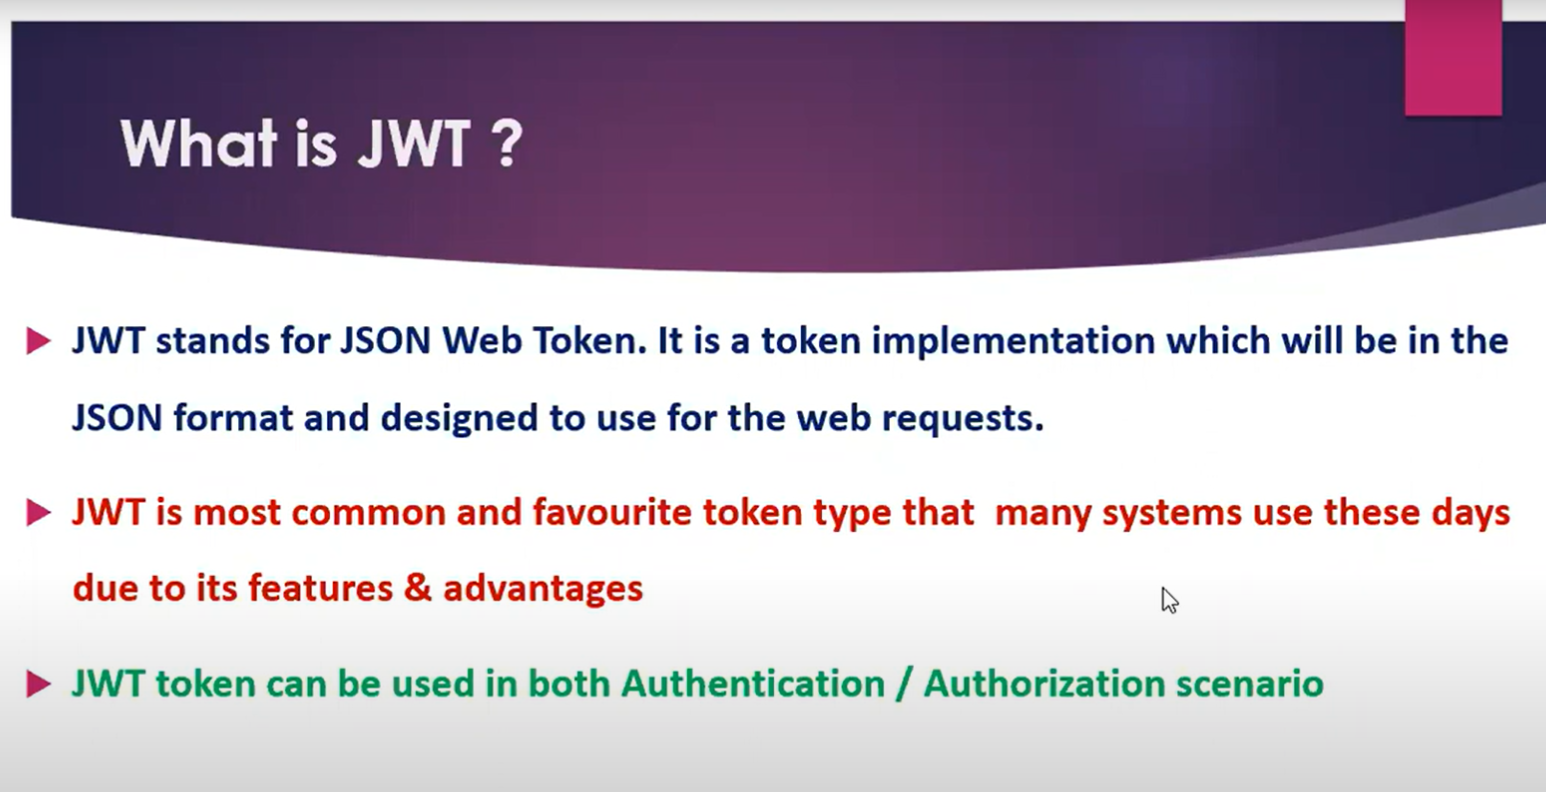 What is JWT ?
JWT stands for JSON Web Token. It is a token implementation which will be in the
JSON format and designed to use for the web requests.
JWT is most common and favourite token type that  many systems use these days
due to its features & advantages
JWT token can be used in both Authentication / Authorization scenario